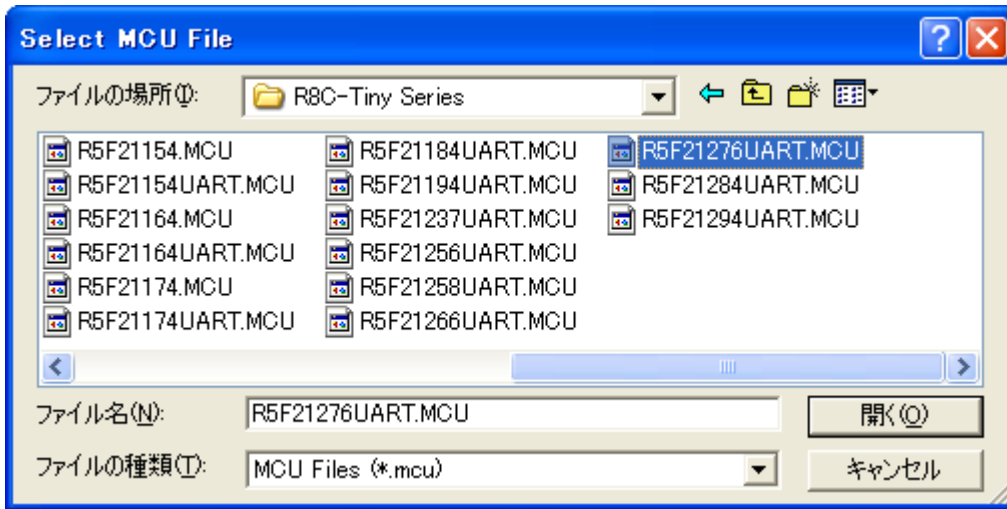 Select MCU File
ファイルの場所(I):
R8C-Tiny Series
R5F21154.MCU
R5F21154UART.MCU
R5F21164.MCU
R5F21164UART.MCU
R5F21174.MCU
R5F21174UART.MCU
R5F21184UART.MCU
R5F21194UART.MCU
R5F21237UART.MCU
R5F21256UART.MCU
R5F21258UART.MCU
R5F21266UART.MCU
R5F21276UART.MCU
R5F21284UART.MCU
R5F21294UART.MCU
ファイル名(N):
R5F21276UART.MCU
開く(O)
ファイルの種類(T):
MCU Files (*.mcu)
キャンセル